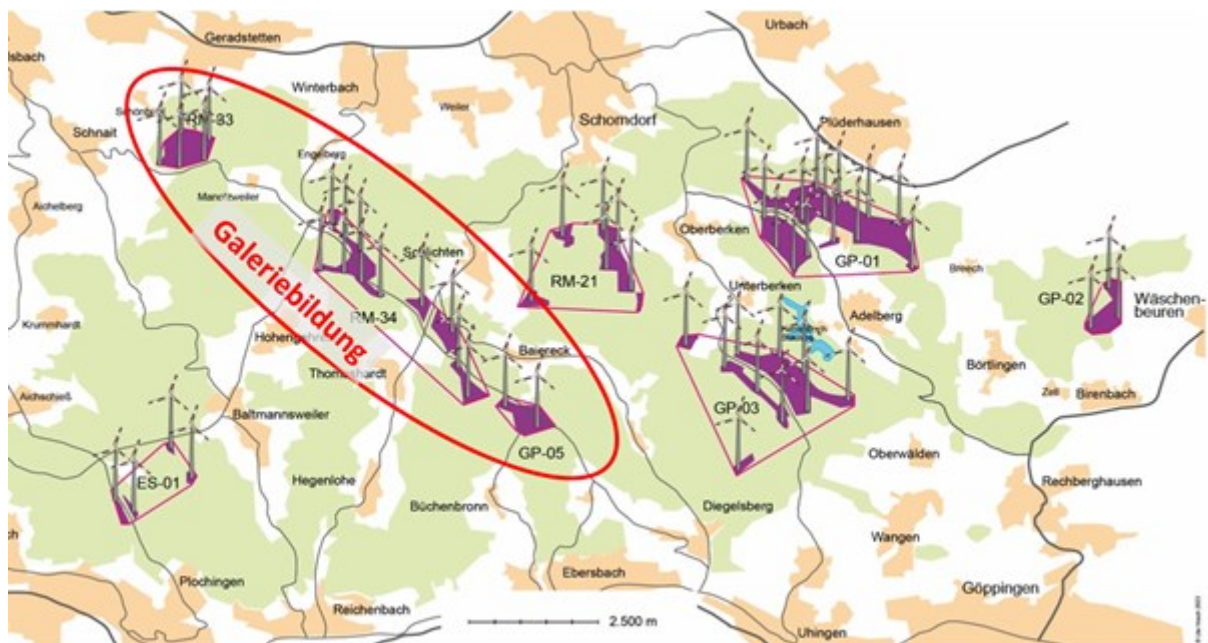 Urbach
Geradstetten
Winterbach
Weiler
Schorndorf
Plüderhausen
Schnait
RM-33
Engelberg
Manolzweiler
Aichelberg
Schlichten
Oberberken
GP-01
Breech
RM-21
Unterberken
GP-02
Wäschen-
beuren
Adelberg
Krummhardt
RM-34
Hohengehren
Galeriebildung
Baiereck
Thomashardt
Börtlingen
Zell
Birenbach
Aichschieß
Baltmannsweiler
GP-03
GP-05
Oberwälden
ES-01
Hegenlohe
Büchenbronn
Diegelsberg
Rechberghausen
Wangen
Plochingen
Ebersbach
Göppingen
Reichenbach
2.500 m
Uhingen